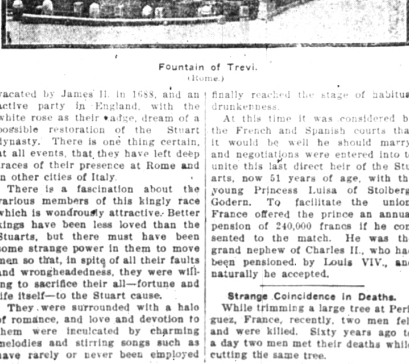 Fountain of Trevi.
(Rome.)
vacated by James II. in 1688, and an
active party in England, with the
white rose as their badge, dream of a
possible restoration of the Stuart
dynasty. There is one thing certain,
at all events, that they have left deep
traces of their presence at Rome and
in other cities of Italy.
There is a fascination about the
various members of this kingly race
which is wondrously attractive. Better
kings have been less loved than the
Stuarts, but there must have been
some strange power in them to move
men so that, in spite of all their faults
and wrongheadedness, they were will-
ing to sacrifice their all—fortune and
life itself—to the Stuart cause.
They were surrounded with a halo
of romance, and love and devotion to
them were inculcated by charming
melodies and stirring songs such as
have rarely or never been employed
finally reached the stage of habitua
drunkenness.
At this time it was considered b
the French and Spanish courts tha
it would be well he should marry
and negotiations were entered into t
unite this last direct heir of the Stu
arts, now 51 years of age, with th
young Princess Luisa of Stolberg
Godern. To facilitate the union
France offered the prince an annua
pension of 240,000 francs if he con
sented to the match. He was th
grand nephew of Charles II., who ha
been pensioned by Louis VIV., an
naturally he accepted.
Strange Coincidence in Deaths.
While trimming a large tree at Peri
guez, France, recently, two men fel
and were killed. Sixty years ago t
a day two men met their deaths whil
cutting the same tree.